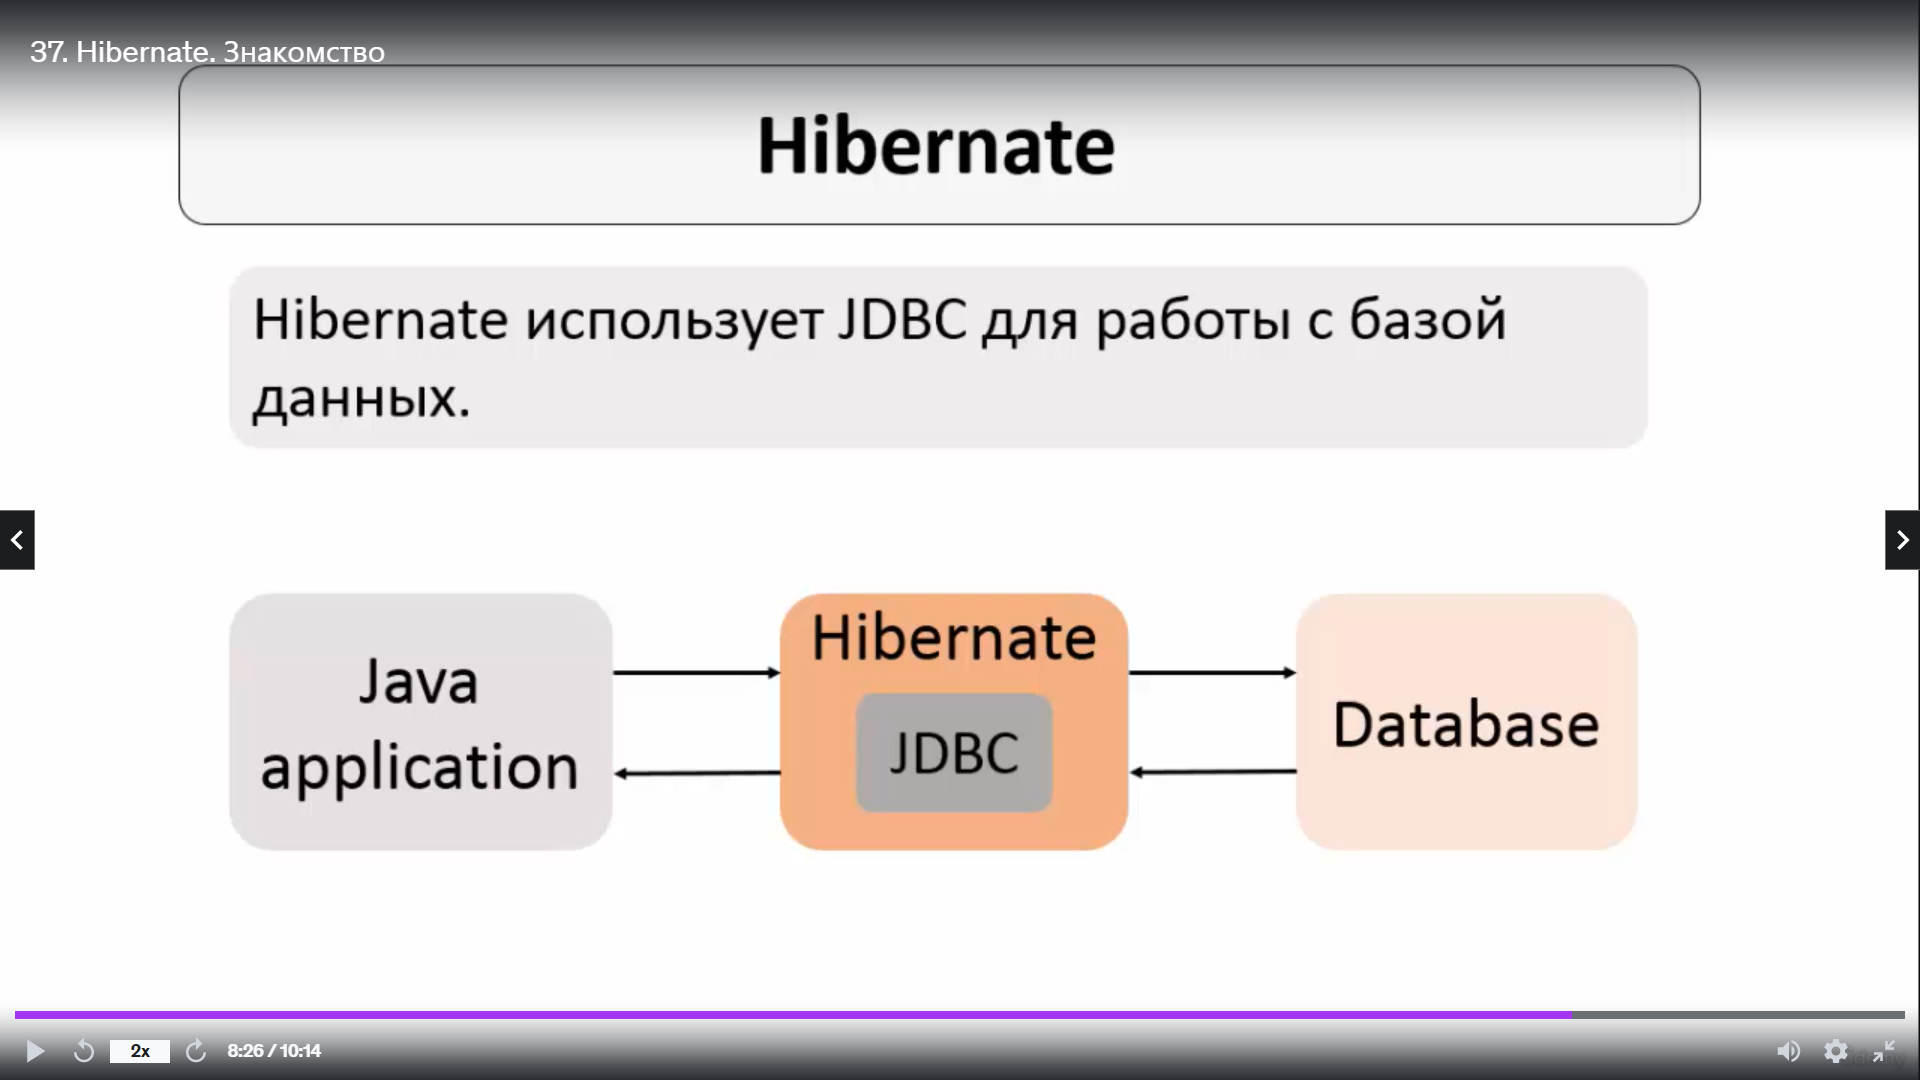 37. Hibernate. Знакомство
Hibernate
Hibernate использует JDBC для работы с базой
данных.
Java
application
Hibernate
JDBC
Database
2x
8:26 / 10:14